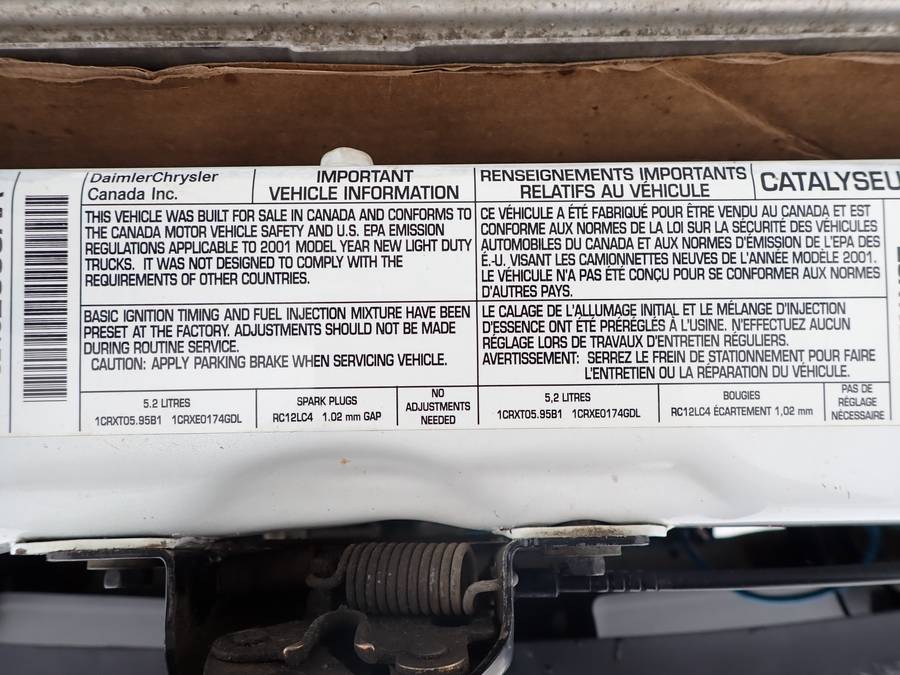 DaimlerChrysler
Canada Inc.
IMPORTANT
VEHICLE INFORMATION
RENSEIGNEMENTS IMPORTANTS
RELATIFS AU VÉHICULE
CATALYSEU
THIS VEHICLE WAS BUILT FOR SALE IN CANADA AND CONFORMS TO
THE CANADA MOTOR VEHICLE SAFETY AND U.S. EPA EMISSION
REGULATIONS APPLICABLE TO 2001 MODEL YEAR NEW LIGHT DUTY
TRUCKS. IT WAS NOT DESIGNED TO COMPLY WITH THE
REQUIREMENTS OF OTHER COUNTRIES.
CE VÉHICULE A ÉTÉ FABRIQUÉ POUR ÊTRE VENDU AU CANADA ET EST
CONFORME AUX NORMES DE LA LOI SUR LA SÉCURITÉ DES VÉHICULES
AUTOMOBILES DU CANADA ET AUX NORMES D'ÉMISSION DE L'EPA DES
É.-U. VISANT LES CAMIONNETTES NEUVES DE L'ANNÉE MODÈLE 2001.
LE VÉHICULE N'A PAS ÉTÉ CONÇU POUR SE CONFORMER AUX NORMES
D'AUTRES PAYS.
BASIC IGNITION TIMING AND FUEL INJECTION MIXTURE HAVE BEEN
PRESET AT THE FACTORY. ADJUSTMENTS SHOULD NOT BE MADE
DURING ROUTINE SERVICE.
CAUTION: APPLY PARKING BRAKE WHEN SERVICING VEHICLE.
LE CALAGE DE L'ALLUMAGE INITIAL ET LE MÉLANGE D'INJECTION
D'ESSENCE ONT ÉTÉ PRÉRÉGLÉS À L'USINE. N'EFFECTUEZ AUCUN
RÉGLAGE LORS DE TRAVAUX D'ENTRETIEN RÉGULIERS.
AVERTISSEMENT: SERREZ LE FREIN DE STATIONNEMENT POUR FAIRE
L'ENTRETIEN OU LA RÉPARATION DU VÉHICULE.
5.2 LITRES
1CRXT05.95B1 1CRXE0174GDL
SPARK PLUGS
RC12LC4 1.02 mm GAP
NO
ADJUSTMENTS
NEEDED
5,2 LITRES
1CRXT05.95B1 1CRXE0174GDL
BOUGIES
RC12LC4 ÉCARTEMENT 1,02 mm
PAS DE
RÉGLAGE
NÉCESSAIRE